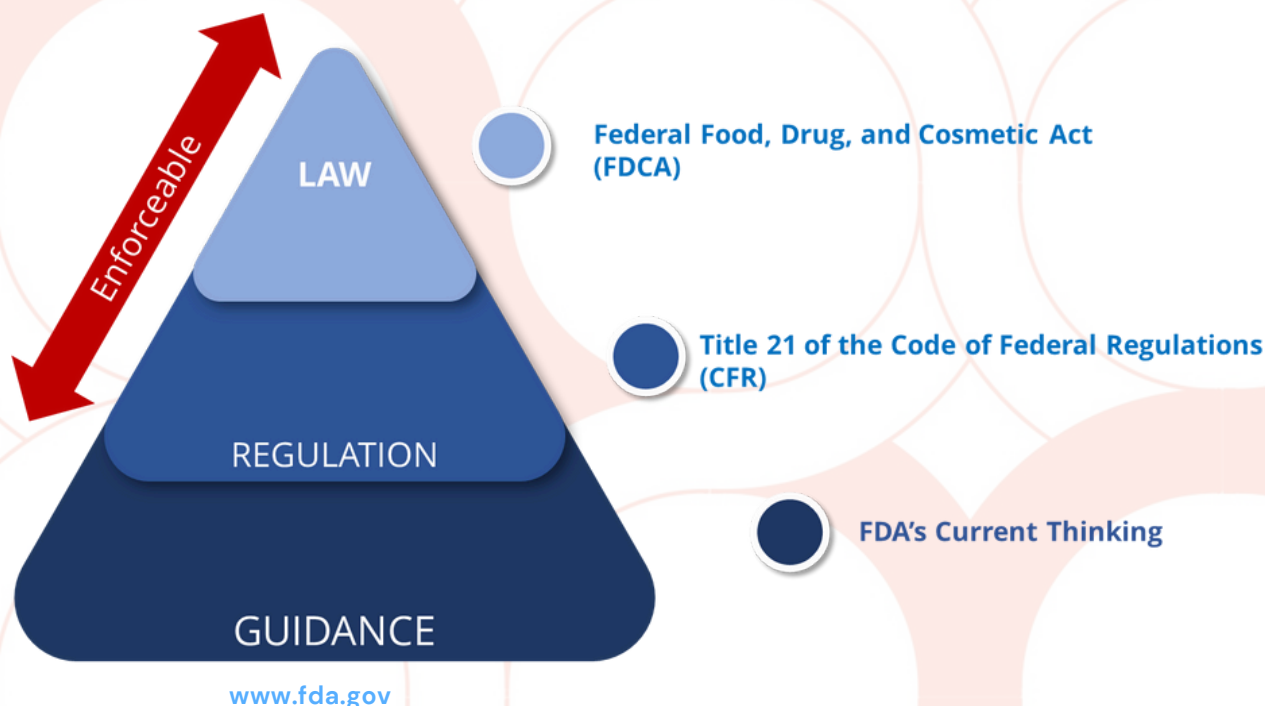 Enforceable
LAW
Federal Food, Drug, and Cosmetic Act
(FDCA)
REGULATION
Title 21 of the Code of Federal Regulations
(CFR)
GUIDANCE
FDA’s Current Thinking
www.fda.gov